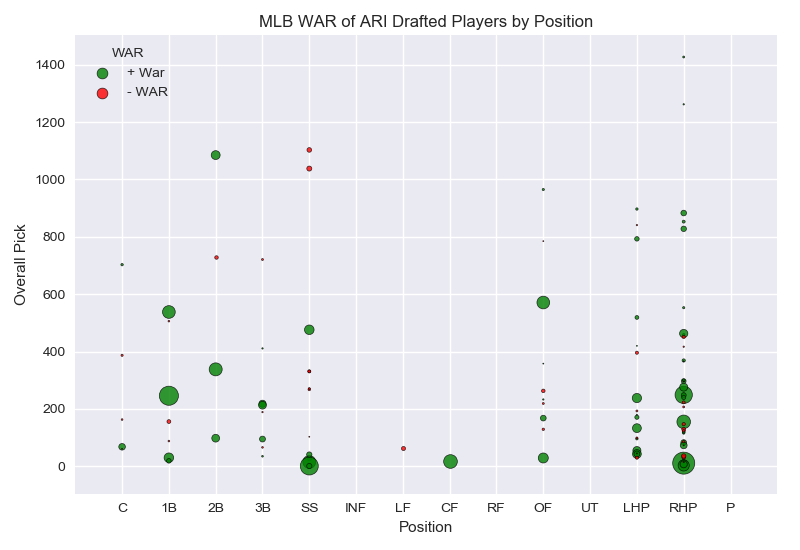 MLB WAR of ARI Drafted Players by Position
WAR
+ War
- WAR
1400
1200
1000
800
600
400
200
0
Overall Pick
C 1B 2B 3B SS INF LF CF RF OF UT LHP RHP P
Position